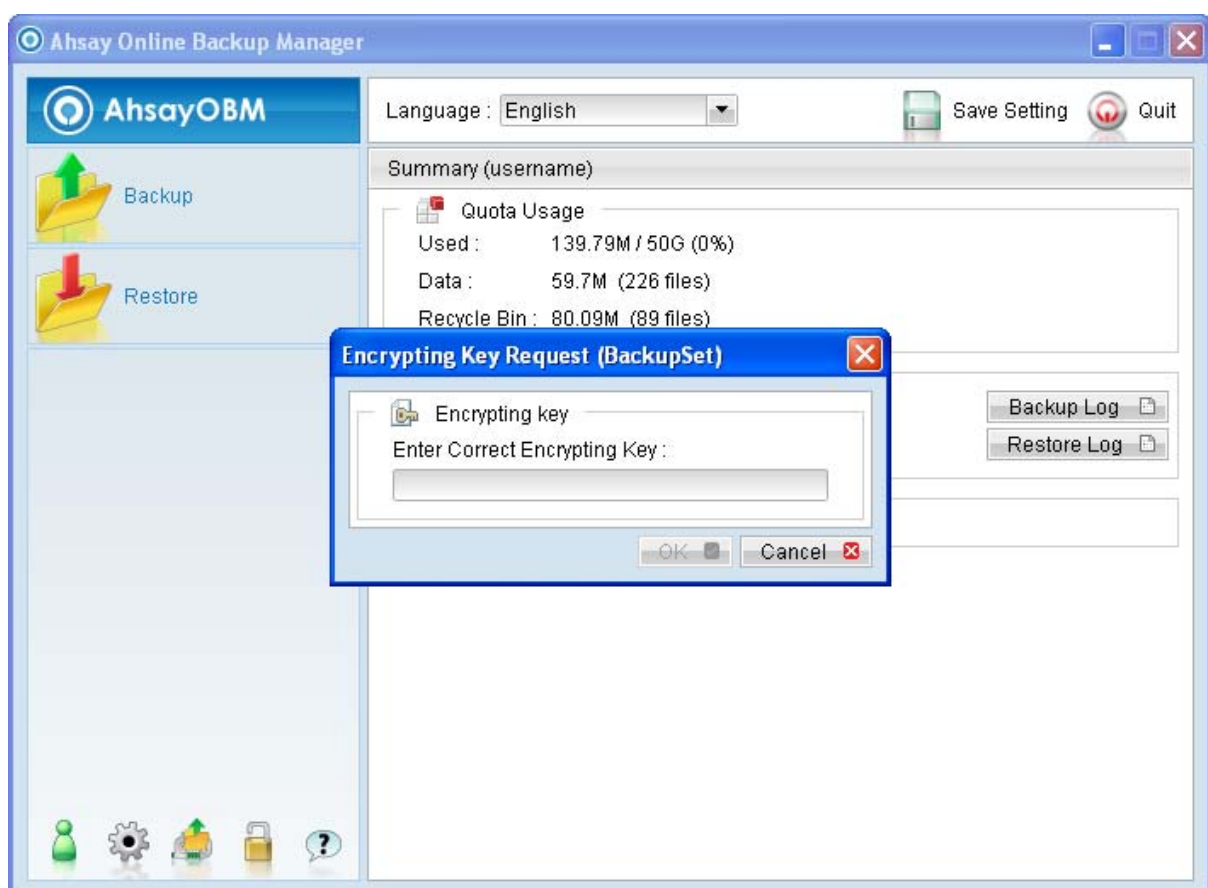 Ahsay Online Backup Manager
AhsayOBM
Language : English
Save Setting
Quit
Backup
Restore
Summary (username)
Quota Usage
Used : 139.79M / 50G (0%)
Data : 59.7M (226 files)
Recycle Bin : 80.09M (89 files)
Encrypting Key Request (BackupSet)
Encrypting key
Enter Correct Encrypting Key :
OK
Cancel
Backup Log
Restore Log